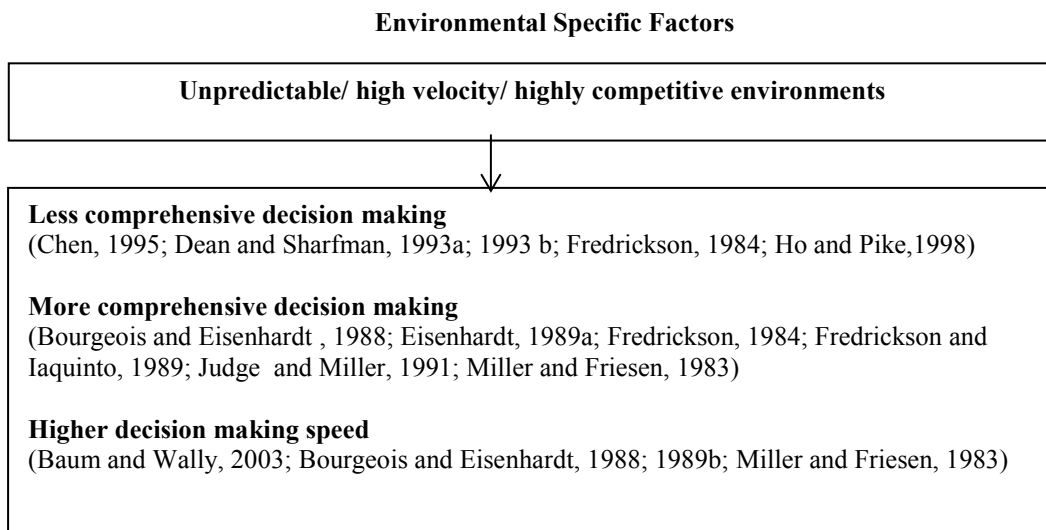 Environmental Specific Factors
Unpredictable/ high velocity/ highly competitive environments
Less comprehensive decision making
(Chen, 1995; Dean and Sharfman, 1993a; 1993 b; Fredrickson, 1984; Ho and Pike,1998)
More comprehensive decision making
(Bourgeois and Eisenhardt , 1988; Eisenhardt, 1989a; Fredrickson, 1984; Fredrickson and
Iaquinto, 1989; Judge  and Miller, 1991; Miller and Friesen, 1983)
Higher decision making speed
(Baum and Wally, 2003; Bourgeois and Eisenhardt, 1988; 1989b; Miller and Friesen, 1983)